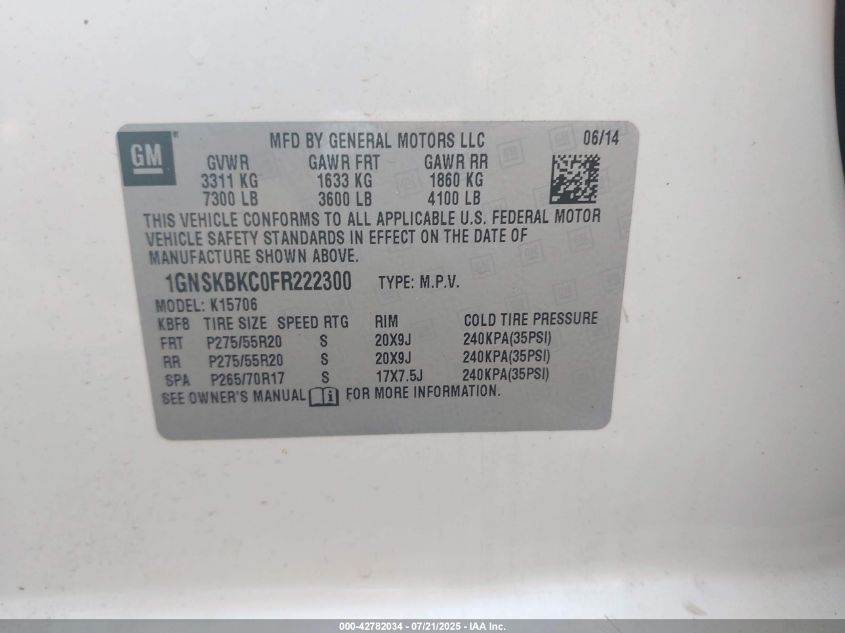 GM
MFD BY GENERAL MOTORS LLC 06/14
GVWR GAWR FRT GAWR RR
3311 KG 1633 KG 1860 KG
7300 LB 3600 LB 4100 LB
THIS VEHICLE CONFORMS TO ALL APPLICABLE U.S. FEDERAL MOTOR
VEHICLE SAFETY STANDARDS IN EFFECT ON THE DATE OF
MANUFACTURE SHOWN ABOVE.
1GNSKBKC0FR222300 TYPE: M.P.V.
MODEL: K15706
KBF8 TIRE SIZE SPEED RTG RIM COLD TIRE PRESSURE
FRT P275/55R20 S 20X9J 240KPA(35PSI)
RR P275/55R20 S 20X9J 240KPA(35PSI)
SPA P265/70R17 S 17X7.5J 240KPA(35PSI)
SEE OWNER'S MANUAL FOR MORE INFORMATION.
000-42782034 - 07/21/2025 - IAA Inc.